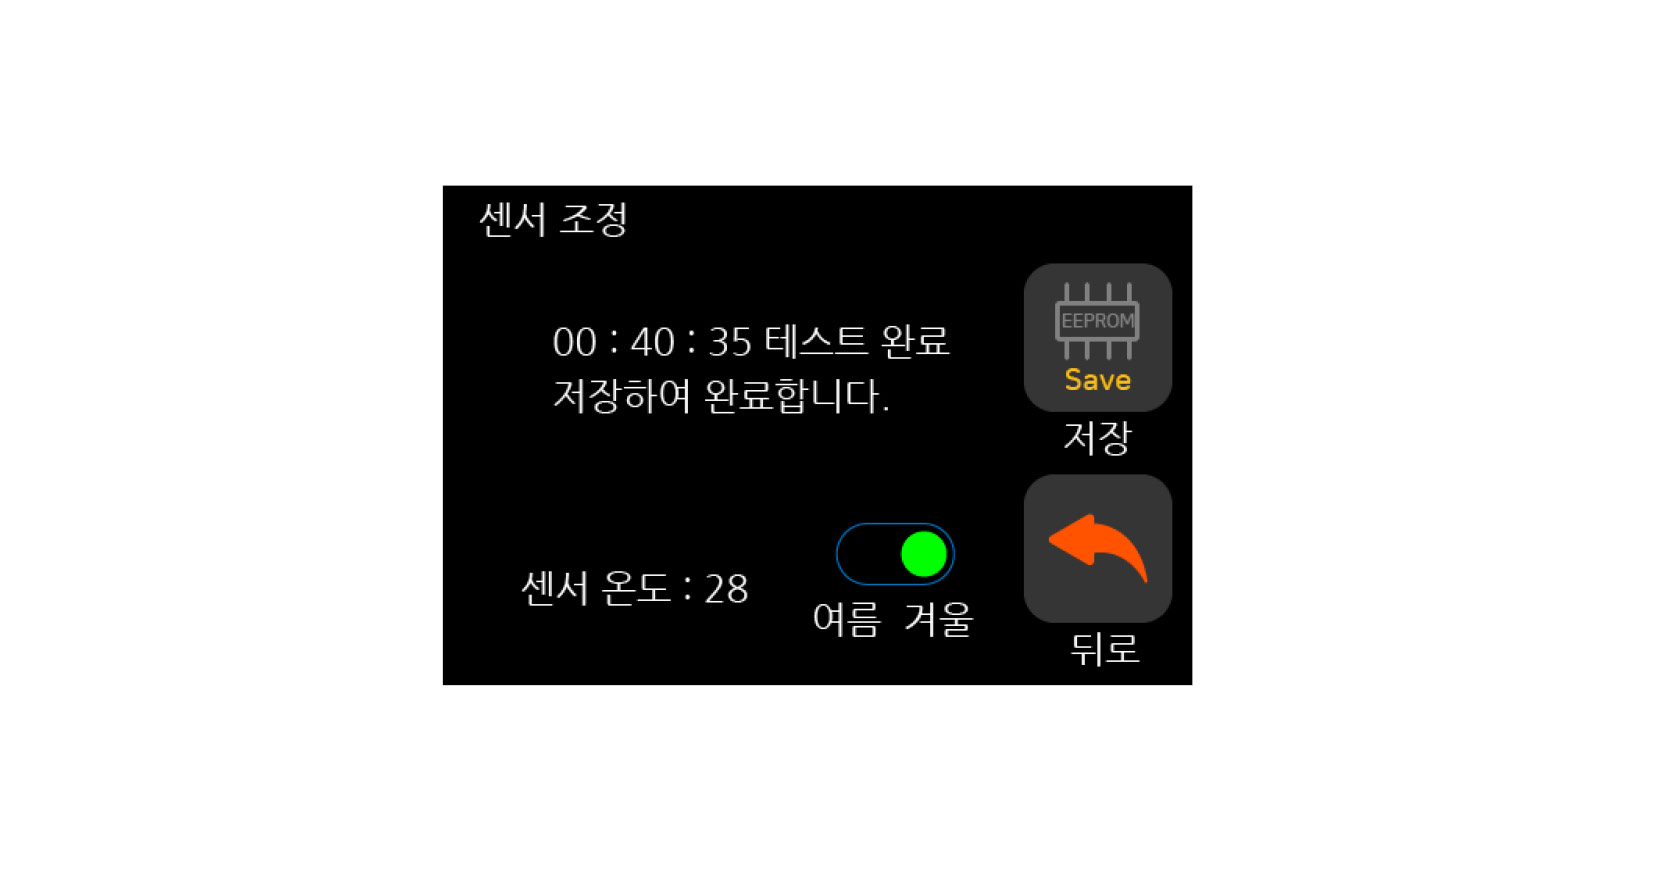 센서 조정
00 : 40 : 35 테스트 완료
저장하여 완료합니다.
EEPROM
Save
저장
센서 온도 : 28
여름 겨울
뒤로